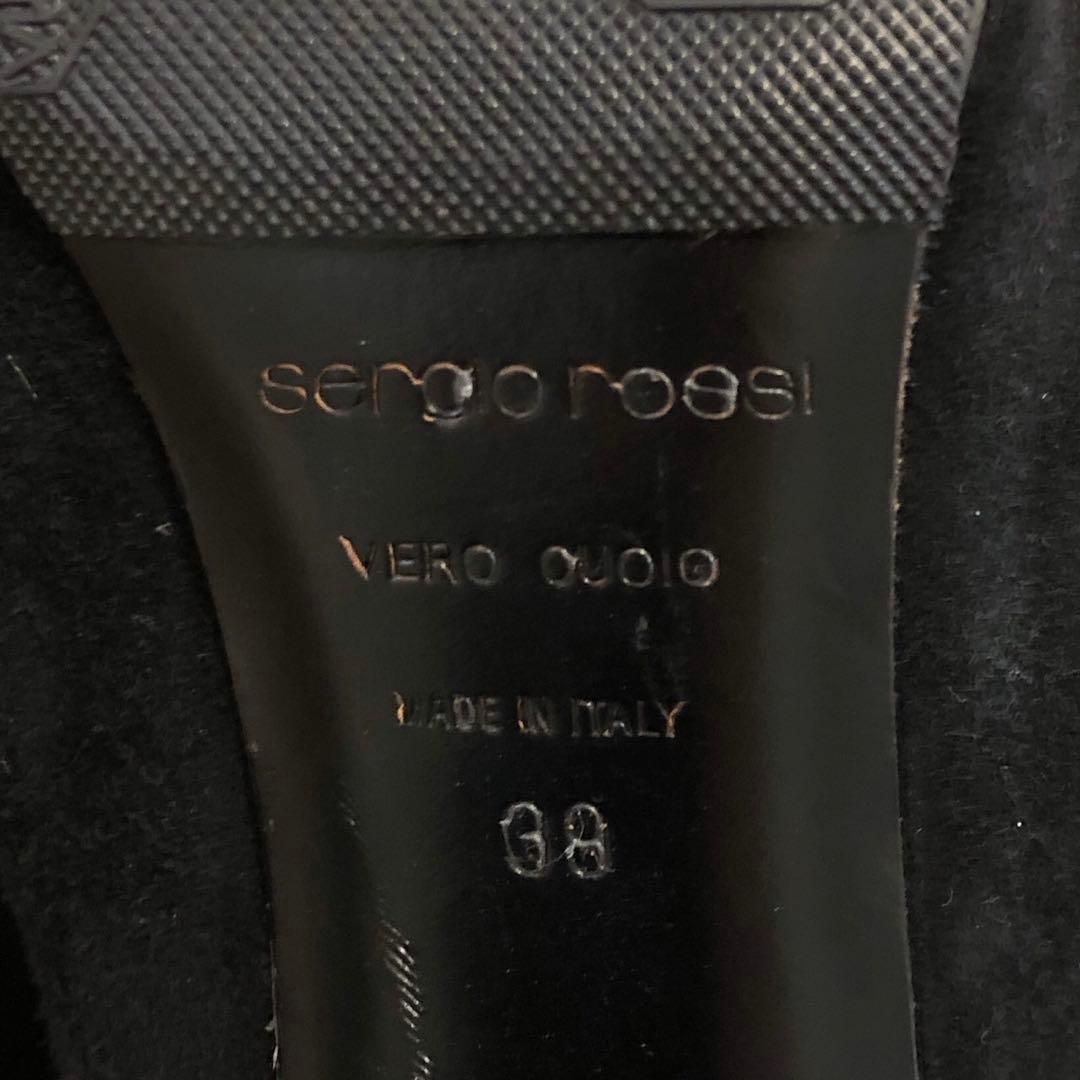 sergio rossi
VERO CUOIO
MADE IN ITALY
38